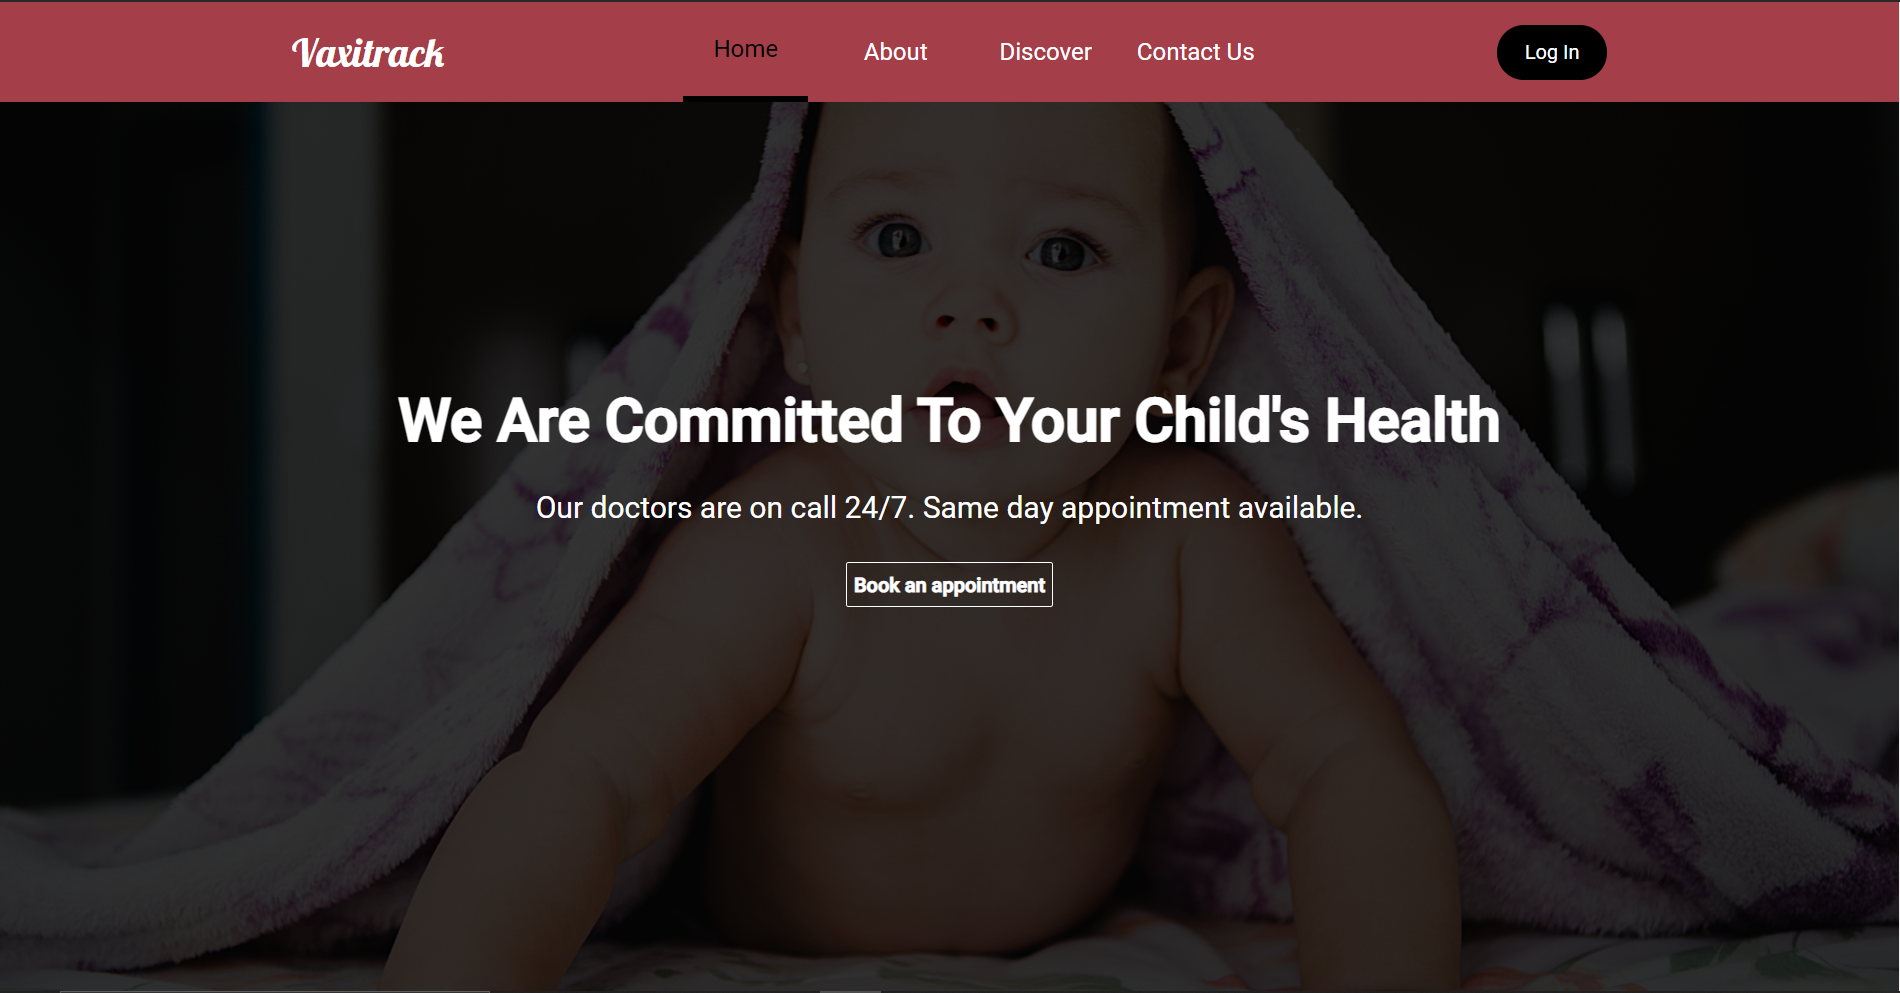 Vaxitrack
Home
About
Discover
Contact Us
Log In
We Are Committed To Your Child's Health
Our doctors are on call 24/7. Same day appointment available.
Book an appointment